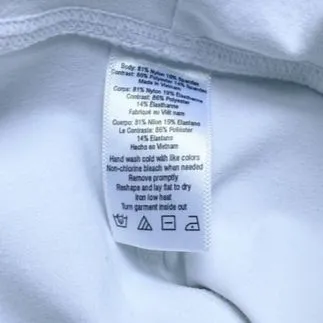 Body: 81% Nylon 19% Spandex
Contrast: 86% Polyester 14% Spandex
Made in Vietnam
Corps: 81% Nylon 19% Élasthanne
Contrast: 86% Polyester
14% Élasthanne
Fabriqué au Viêt nam
Cuerpo: 81% Nilon 19% Elastano
Le Contraste: 86% Poliéster
14% Elastano
Hecho en Vietnam
Hand wash cold with like colors
Non-chlorine bleach when needed
Remove promptly
Reshape and lay flat to dry
Iron low heat
Turn garment inside out